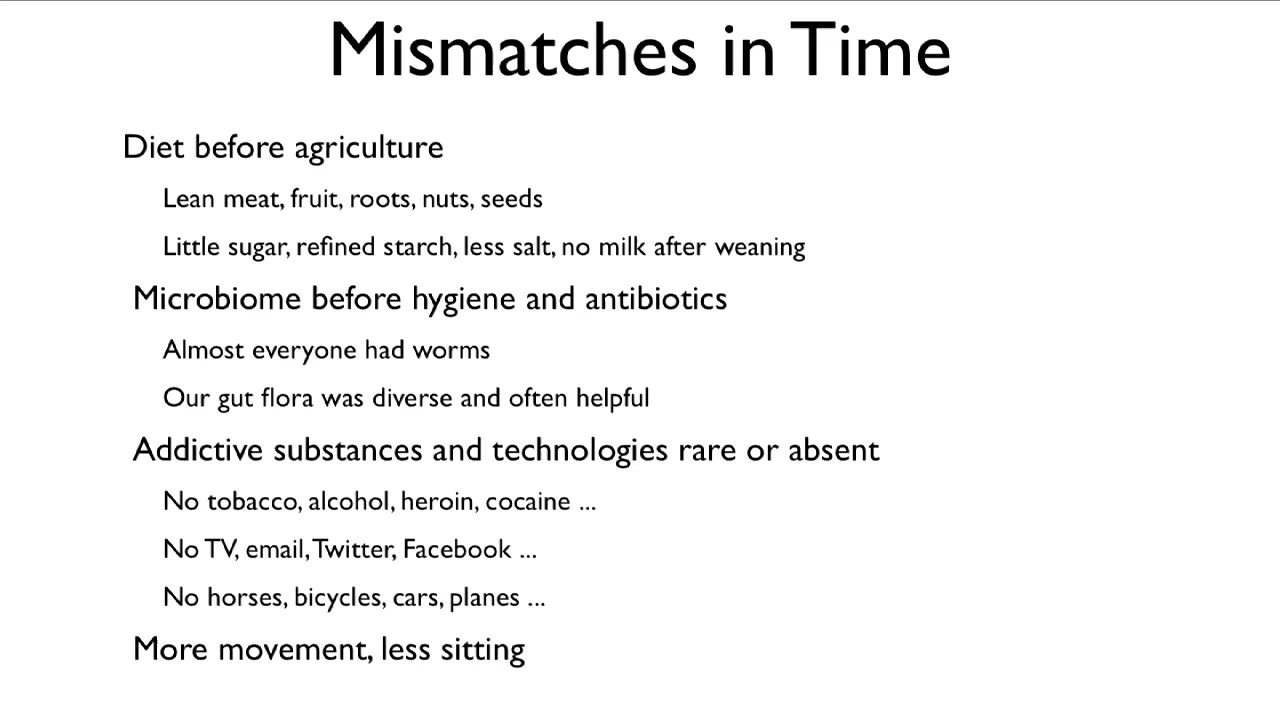 Mismatches in Time
Diet before agriculture
Lean meat, fruit, roots, nuts, seeds
Little sugar, refined starch, less salt, no milk after weaning
Microbiome before hygiene and antibiotics
Almost everyone had worms
Our gut flora was diverse and often helpful
Addictive substances and technologies rare or absent
No tobacco, alcohol, heroin, cocaine ...
No TV, email, Twitter, Facebook ...
No horses, bicycles, cars, planes ...
More movement, less sitting